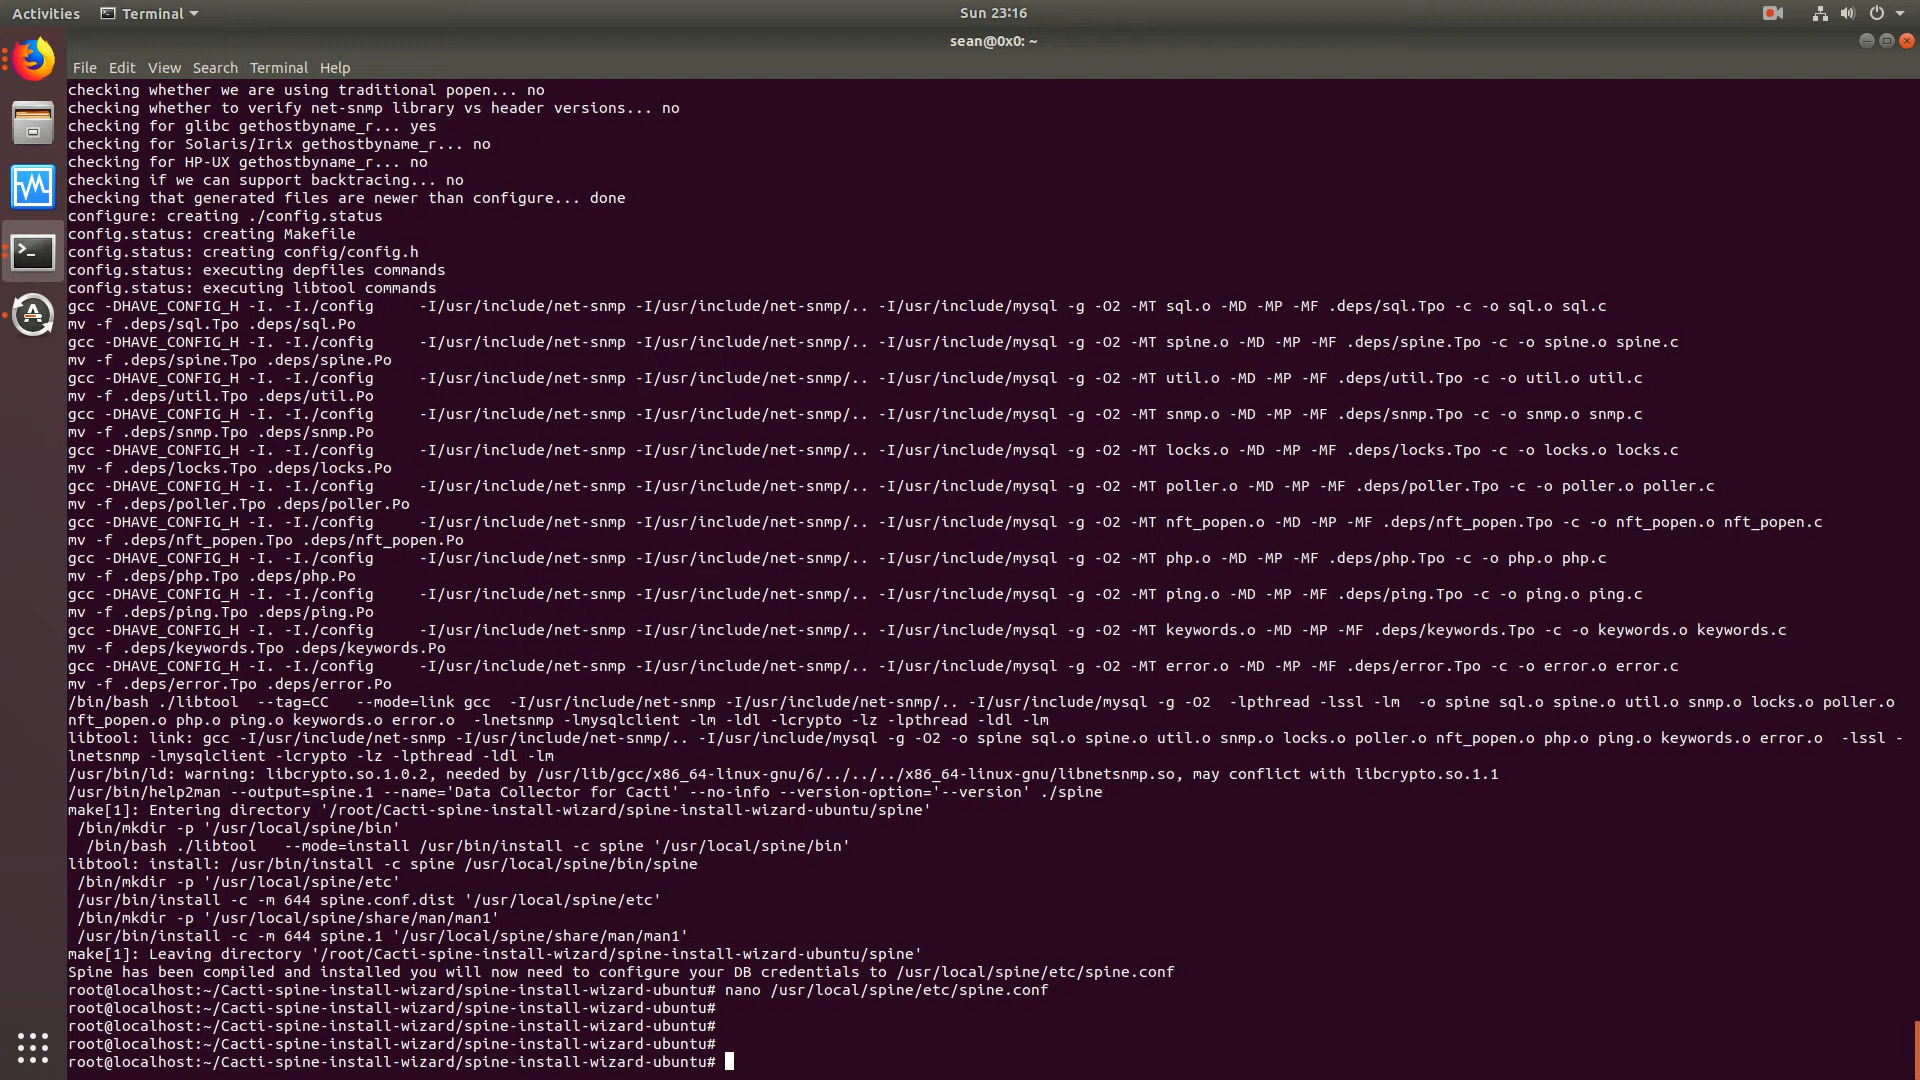 Activities Terminal Sun 23:16
sean@0x0: ~
File Edit View Search Terminal Help
checking whether we are using traditional popen... no
checking whether to verify net-snmp library vs header versions... no
checking for glibc gethostbyname_r... yes
checking for Solaris/Irix gethostbyname_r... no
checking for HP-UX gethostbyname_r... no
checking if we can support backtracing... no
checking that generated files are newer than configure... done
configure: creating ./config.status
config.status: creating Makefile
config.status: creating config/config.h
config.status: executing depfiles commands
config.status: executing libtool commands
gcc -DHAVE_CONFIG_H -I. -I./config     -I/usr/include/net-snmp -I/usr/include/net-snmp/.. -I/usr/include/mysql -g -O2 -MT sql.o -MD -MP -MF .deps/sql.Tpo -c -o sql.o sql.c
mv -f .deps/sql.Tpo .deps/sql.Po
gcc -DHAVE_CONFIG_H -I. -I./config     -I/usr/include/net-snmp -I/usr/include/net-snmp/.. -I/usr/include/mysql -g -O2 -MT spine.o -MD -MP -MF .deps/spine.Tpo -c -o spine.o spine.c
mv -f .deps/spine.Tpo .deps/spine.Po
gcc -DHAVE_CONFIG_H -I. -I./config     -I/usr/include/net-snmp -I/usr/include/net-snmp/.. -I/usr/include/mysql -g -O2 -MT util.o -MD -MP -MF .deps/util.Tpo -c -o util.o util.c
mv -f .deps/util.Tpo .deps/util.Po
gcc -DHAVE_CONFIG_H -I. -I./config     -I/usr/include/net-snmp -I/usr/include/net-snmp/.. -I/usr/include/mysql -g -O2 -MT snmp.o -MD -MP -MF .deps/snmp.Tpo -c -o snmp.o snmp.c
mv -f .deps/snmp.Tpo .deps/snmp.Po
gcc -DHAVE_CONFIG_H -I. -I./config     -I/usr/include/net-snmp -I/usr/include/net-snmp/.. -I/usr/include/mysql -g -O2 -MT locks.o -MD -MP -MF .deps/locks.Tpo -c -o locks.o locks.c
mv -f .deps/locks.Tpo .deps/locks.Po
gcc -DHAVE_CONFIG_H -I. -I./config     -I/usr/include/net-snmp -I/usr/include/net-snmp/.. -I/usr/include/mysql -g -O2 -MT poller.o -MD -MP -MF .deps/poller.Tpo -c -o poller.o poller.c
mv -f .deps/poller.Tpo .deps/poller.Po
gcc -DHAVE_CONFIG_H -I. -I./config     -I/usr/include/net-snmp -I/usr/include/net-snmp/.. -I/usr/include/mysql -g -O2 -MT nft_popen.o -MD -MP -MF .deps/nft_popen.Tpo -c -o nft_popen.o nft_popen.c
mv -f .deps/nft_popen.Tpo .deps/nft_popen.Po
gcc -DHAVE_CONFIG_H -I. -I./config     -I/usr/include/net-snmp -I/usr/include/net-snmp/.. -I/usr/include/mysql -g -O2 -MT php.o -MD -MP -MF .deps/php.Tpo -c -o php.o php.c
mv -f .deps/php.Tpo .deps/php.Po
gcc -DHAVE_CONFIG_H -I. -I./config     -I/usr/include/net-snmp -I/usr/include/net-snmp/.. -I/usr/include/mysql -g -O2 -MT ping.o -MD -MP -MF .deps/ping.Tpo -c -o ping.o ping.c
mv -f .deps/ping.Tpo .deps/ping.Po
gcc -DHAVE_CONFIG_H -I. -I./config     -I/usr/include/net-snmp -I/usr/include/net-snmp/.. -I/usr/include/mysql -g -O2 -MT keywords.o -MD -MP -MF .deps/keywords.Tpo -c -o keywords.o keywords.c
mv -f .deps/keywords.Tpo .deps/keywords.Po
gcc -DHAVE_CONFIG_H -I. -I./config     -I/usr/include/net-snmp -I/usr/include/net-snmp/.. -I/usr/include/mysql -g -O2 -MT error.o -MD -MP -MF .deps/error.Tpo -c -o error.o error.c
mv -f .deps/error.Tpo .deps/error.Po
/bin/bash ./libtool  --tag=CC   --mode=link gcc  -I/usr/include/net-snmp -I/usr/include/net-snmp/.. -I/usr/include/mysql -g -O2  -lpthread -lssl -lm  -o spine sql.o spine.o util.o snmp.o locks.o poller.o
nft_popen.o php.o ping.o keywords.o error.o  -lnetsnmp -lmysqlclient -lm -ldl -lcrypto -lz -lpthread -ldl -lm
libtool: link: gcc -I/usr/include/net-snmp -I/usr/include/net-snmp/.. -I/usr/include/mysql -g -O2 -o spine sql.o spine.o util.o snmp.o locks.o poller.o nft_popen.o php.o ping.o keywords.o error.o  -lssl -
lnetsnmp -lmysqlclient -lcrypto -lz -lpthread -ldl -lm
/usr/bin/ld: warning: libcrypto.so.1.0.2, needed by /usr/lib/gcc/x86_64-linux-gnu/6/../../../x86_64-linux-gnu/libnetsnmp.so, may conflict with libcrypto.so.1.1
/usr/bin/help2man --output=spine.1 --name='Data Collector for Cacti' --no-info --version-option='--version' ./spine
make[1]: Entering directory '/root/Cacti-spine-install-wizard/spine-install-wizard-ubuntu/spine'
 /bin/mkdir -p '/usr/local/spine/bin'
  /bin/bash ./libtool   --mode=install /usr/bin/install -c spine '/usr/local/spine/bin'
libtool: install: /usr/bin/install -c spine /usr/local/spine/bin/spine
 /bin/mkdir -p '/usr/local/spine/etc'
 /usr/bin/install -c -m 644 spine.conf.dist '/usr/local/spine/etc'
 /bin/mkdir -p '/usr/local/spine/share/man/man1'
 /usr/bin/install -c -m 644 spine.1 '/usr/local/spine/share/man/man1'
make[1]: Leaving directory '/root/Cacti-spine-install-wizard/spine-install-wizard-ubuntu/spine'
Spine has been compiled and installed you will now need to configure your DB credentials to /usr/local/spine/etc/spine.conf
root@localhost:~/Cacti-spine-install-wizard/spine-install-wizard-ubuntu# nano /usr/local/spine/etc/spine.conf
root@localhost:~/Cacti-spine-install-wizard/spine-install-wizard-ubuntu#
root@localhost:~/Cacti-spine-install-wizard/spine-install-wizard-ubuntu#
root@localhost:~/Cacti-spine-install-wizard/spine-install-wizard-ubuntu#
root@localhost:~/Cacti-spine-install-wizard/spine-install-wizard-ubuntu#